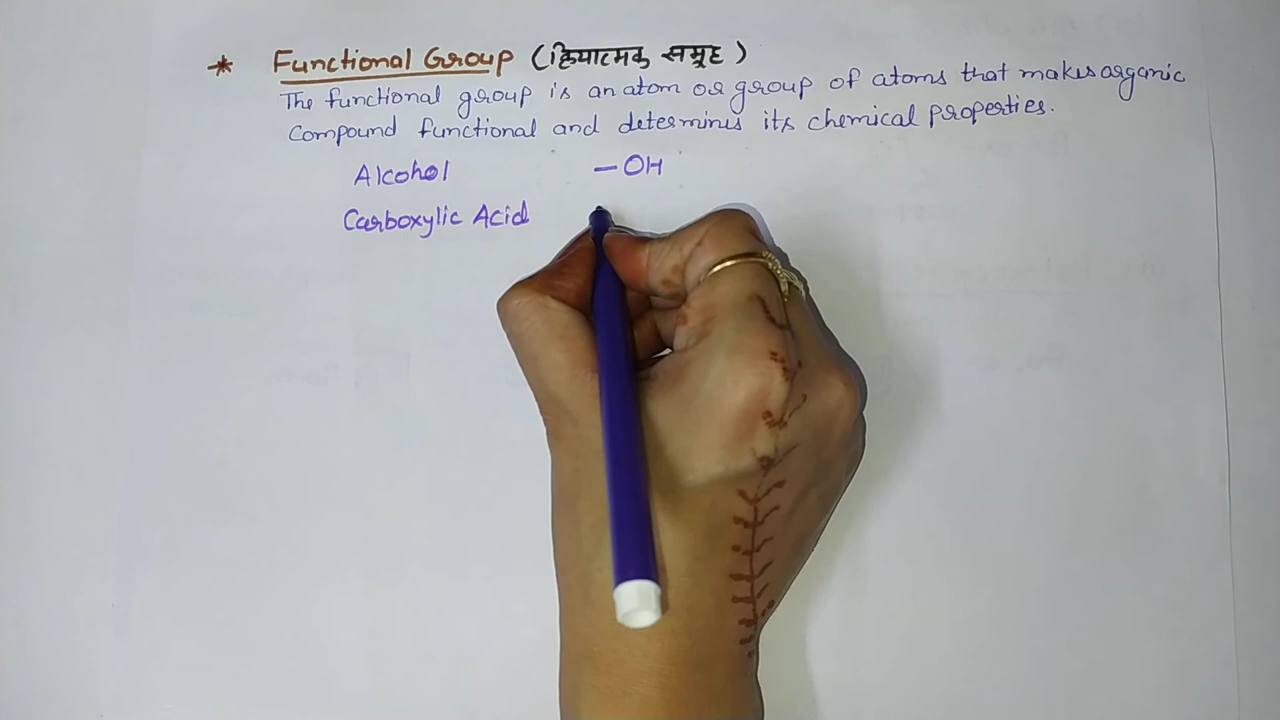 * Functional Group (क्रियात्मक समूह)
The functional group is an atom or group of atoms that makes organic
Compound functional and determines its chemical properties.
Alcohol —OH
Carboxylic Acid